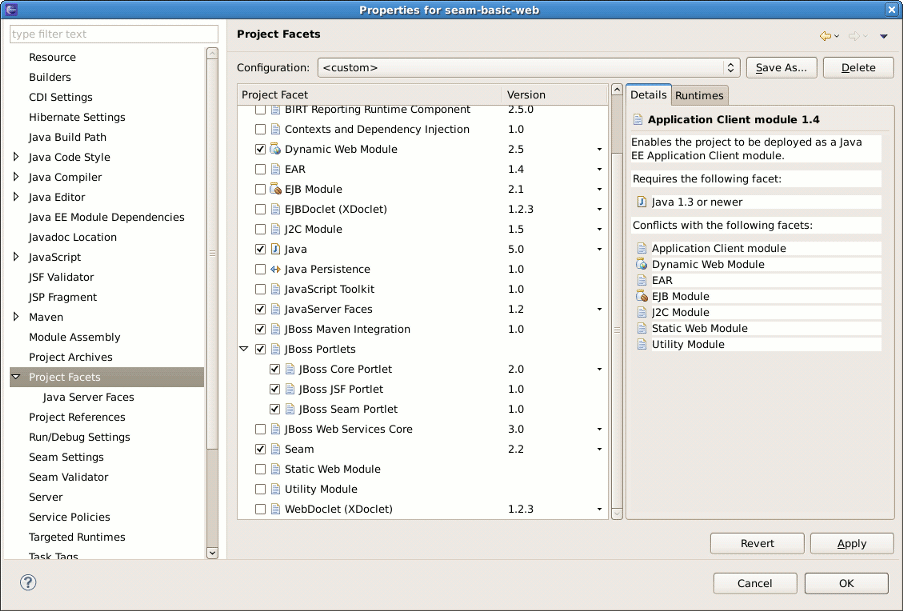 Properties for seam-basic-web
type filter text
Resource
Builders
CDI Settings
Hibernate Settings
Java Build Path
Java Code Style
Java Compiler
Java Editor
Java EE Module Dependencies
Javadoc Location
JavaScript
JSF Validator
JSP Fragment
Maven
Module Assembly
Project Archives
Project Facets
Java Server Faces
Project References
Run/Debug Settings
Seam Settings
Seam Validator
Server
Service Policies
Targeted Runtimes
Task Tags
Project Facets
Configuration: <custom> Save As... Delete
Project Facet Version
BIRT Reporting Runtime Component 2.5.0
Contexts and Dependency Injection 1.0
Dynamic Web Module 2.5
EAR 1.4
EJB Module 2.1
EJBDoclet (XDoclet) 1.2.3
J2C Module 1.5
Java 5.0
Java Persistence 1.0
JavaScript Toolkit 1.0
JavaServer Faces 1.2
JBoss Maven Integration 1.0
JBoss Portlets
JBoss Core Portlet 2.0
JBoss JSF Portlet 1.0
JBoss Seam Portlet 1.0
JBoss Web Services Core 3.0
Seam 2.2
Static Web Module
Utility Module
WebDoclet (XDoclet) 1.2.3
Details Runtimes
Application Client module 1.4
Enables the project to be deployed as a Java
EE Application Client module.
Requires the following facet:
Java 1.3 or newer
Conflicts with the following facets:
Application Client module
Dynamic Web Module
EAR
EJB Module
J2C Module
Static Web Module
Utility Module
Revert Apply
Cancel OK